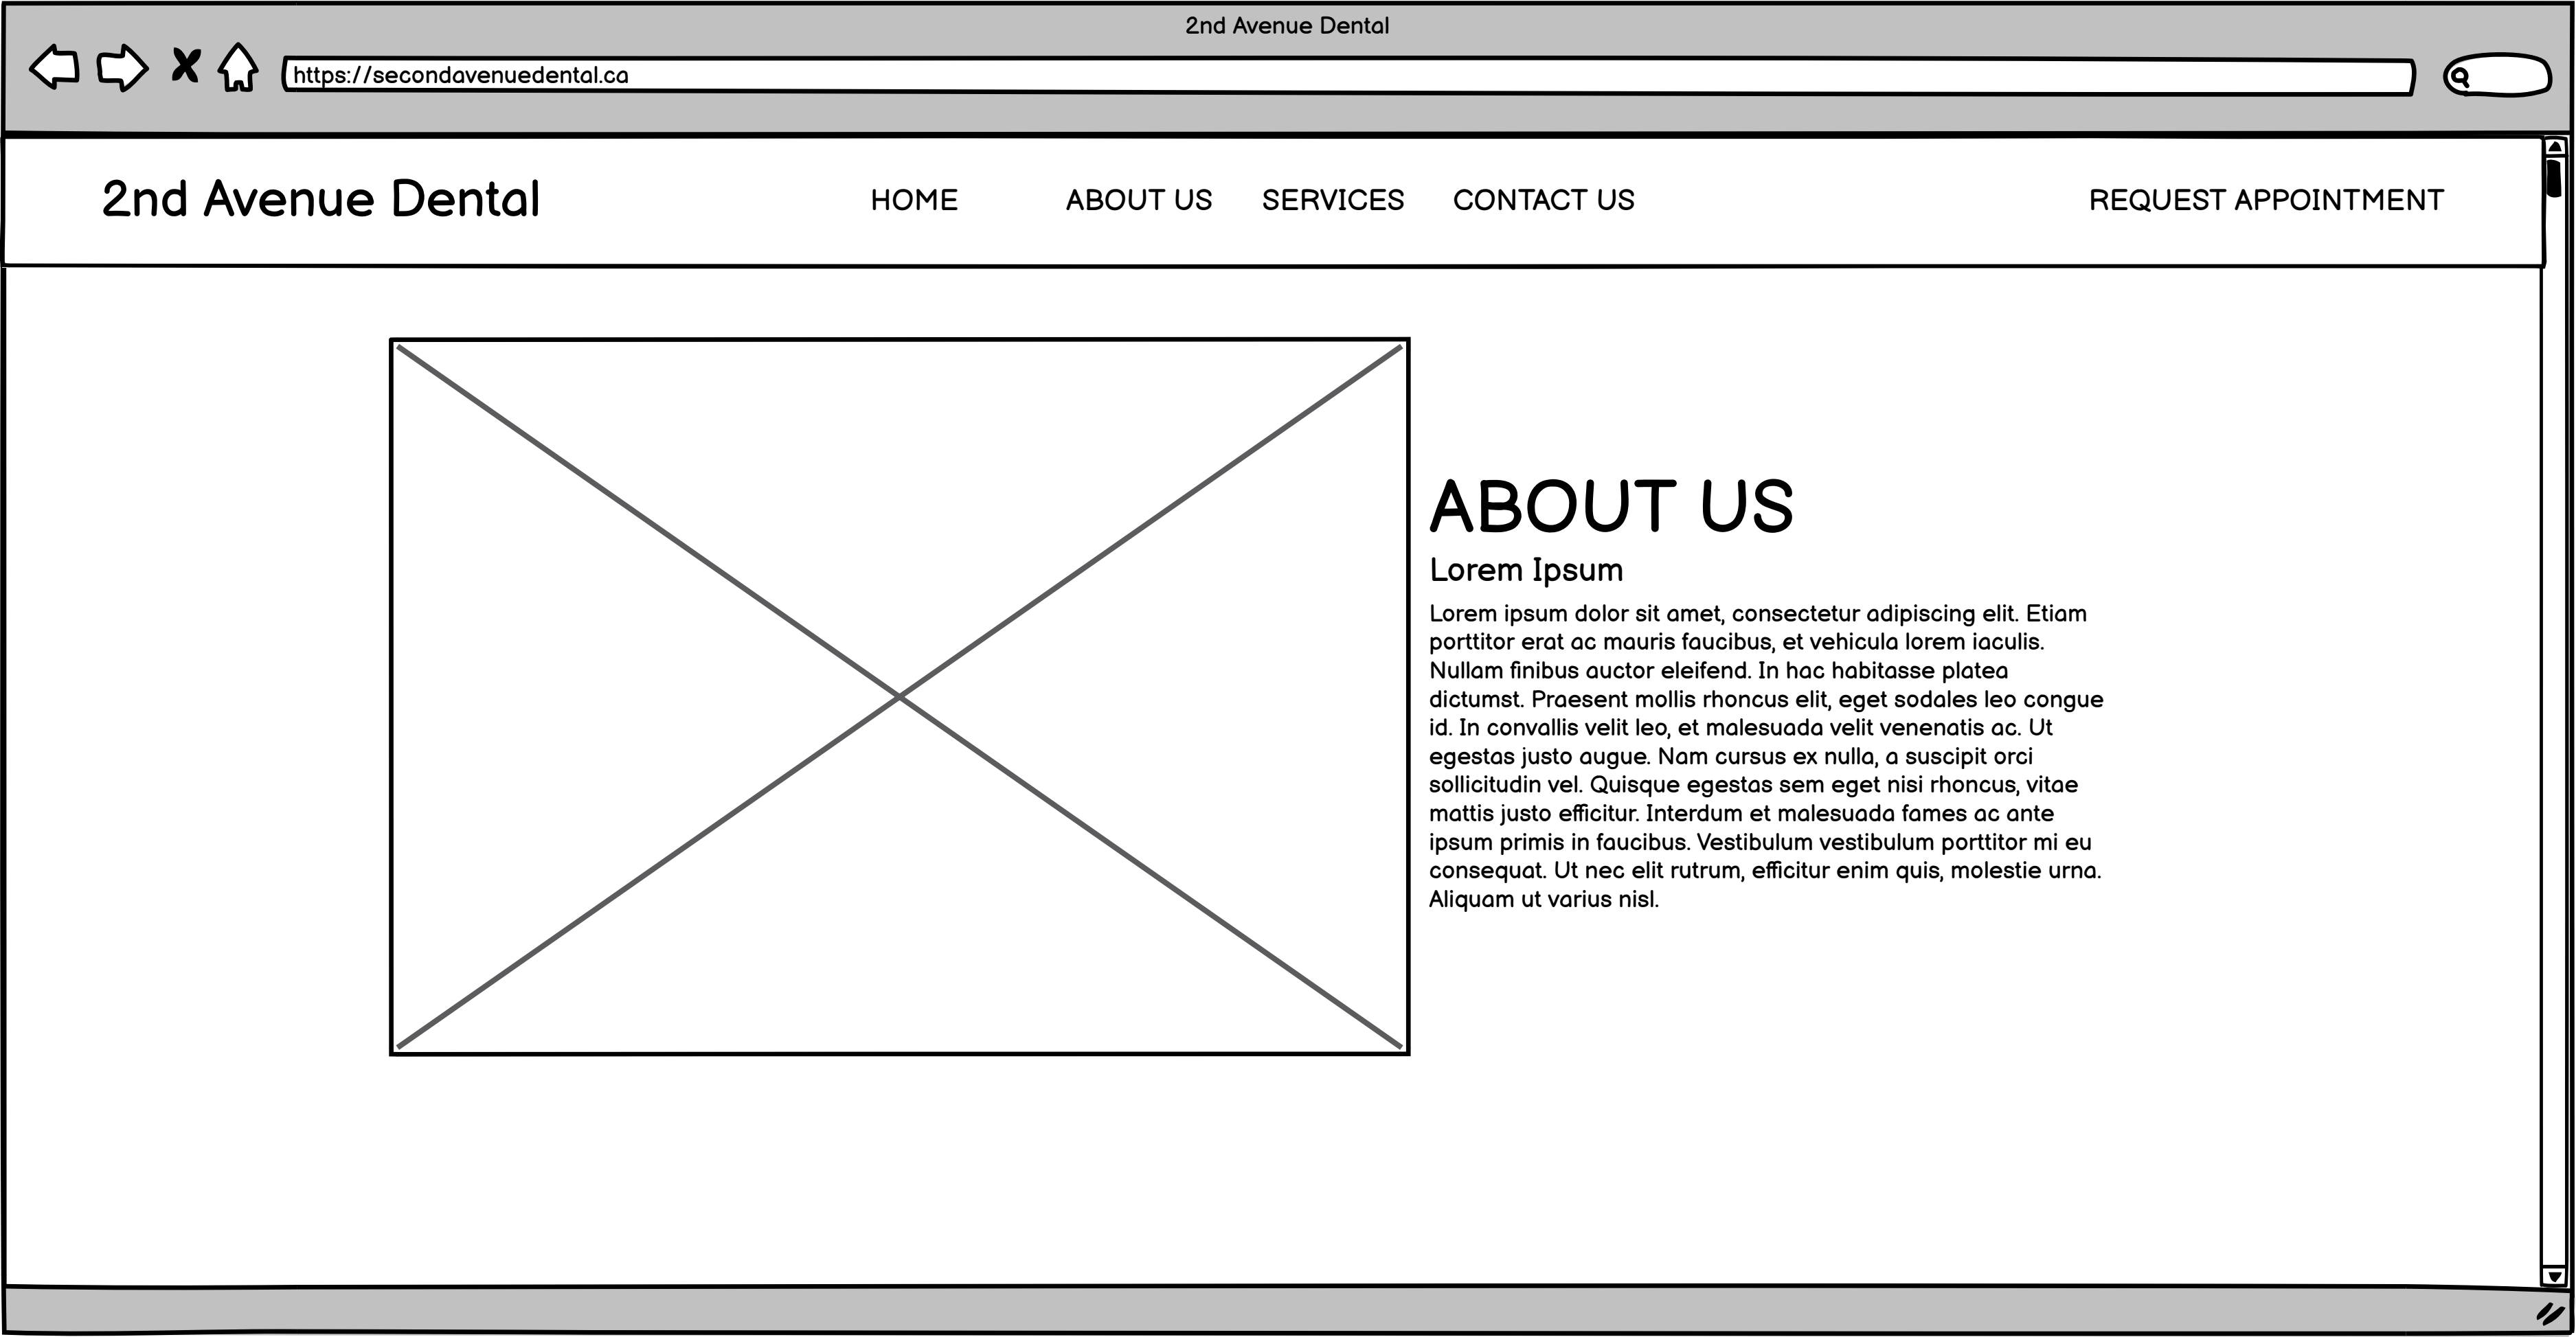 2nd Avenue Dental
https://secondavenuedental.ca
2nd Avenue Dental
HOME
ABOUT US
SERVICES
CONTACT US
REQUEST APPOINTMENT
ABOUT US
Lorem Ipsum
Lorem ipsum dolor sit amet, consectetur adipiscing elit. Etiam
porttitor erat ac mauris faucibus, et vehicula lorem iaculis.
Nullam finibus auctor eleifend. In hac habitasse platea
dictumst. Praesent mollis rhoncus elit, eget sodales leo congue
id. In convallis velit leo, et malesuada velit venenatis ac. Ut
egestas justo augue. Nam cursus ex nulla, a suscipit orci
sollicitudin vel. Quisque egestas sem eget nisi rhoncus, vitae
mattis justo efficitur. Interdum et malesuada fames ac ante
ipsum primis in faucibus. Vestibulum vestibulum porttitor mi eu
consequat. Ut nec elit rutrum, efficitur enim quis, molestie urna.
Aliquam ut varius nisl.